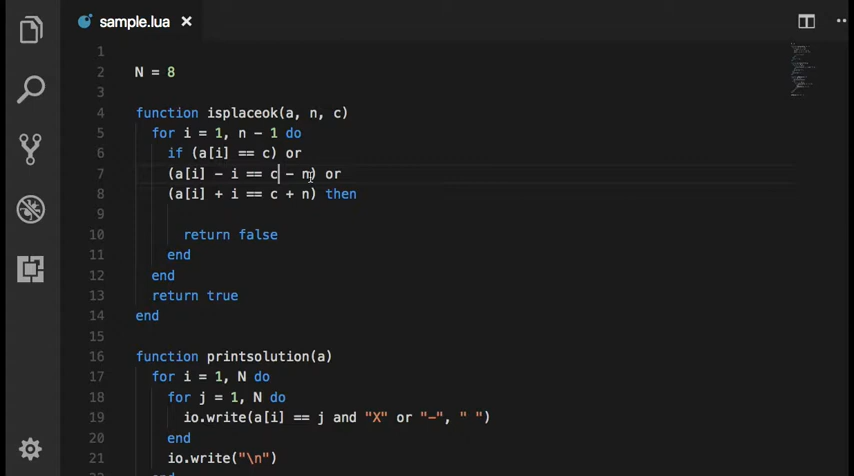 sample.lua ×
1
2 N = 8
3
4 function isplaceok(a, n, c)
5 for i = 1, n - 1 do
6 if (a[i] == c) or
7 (a[i] - i == c - n) or
8 (a[i] + i == c + n) then
9
10 return false
11 end
12 end
13 return true
14 end
15
16 function printsolution(a)
17 for i = 1, N do
18 for j = 1, N do
19 io.write(a[i] == j and "X" or "-", " ")
20 end
21 io.write("\n")